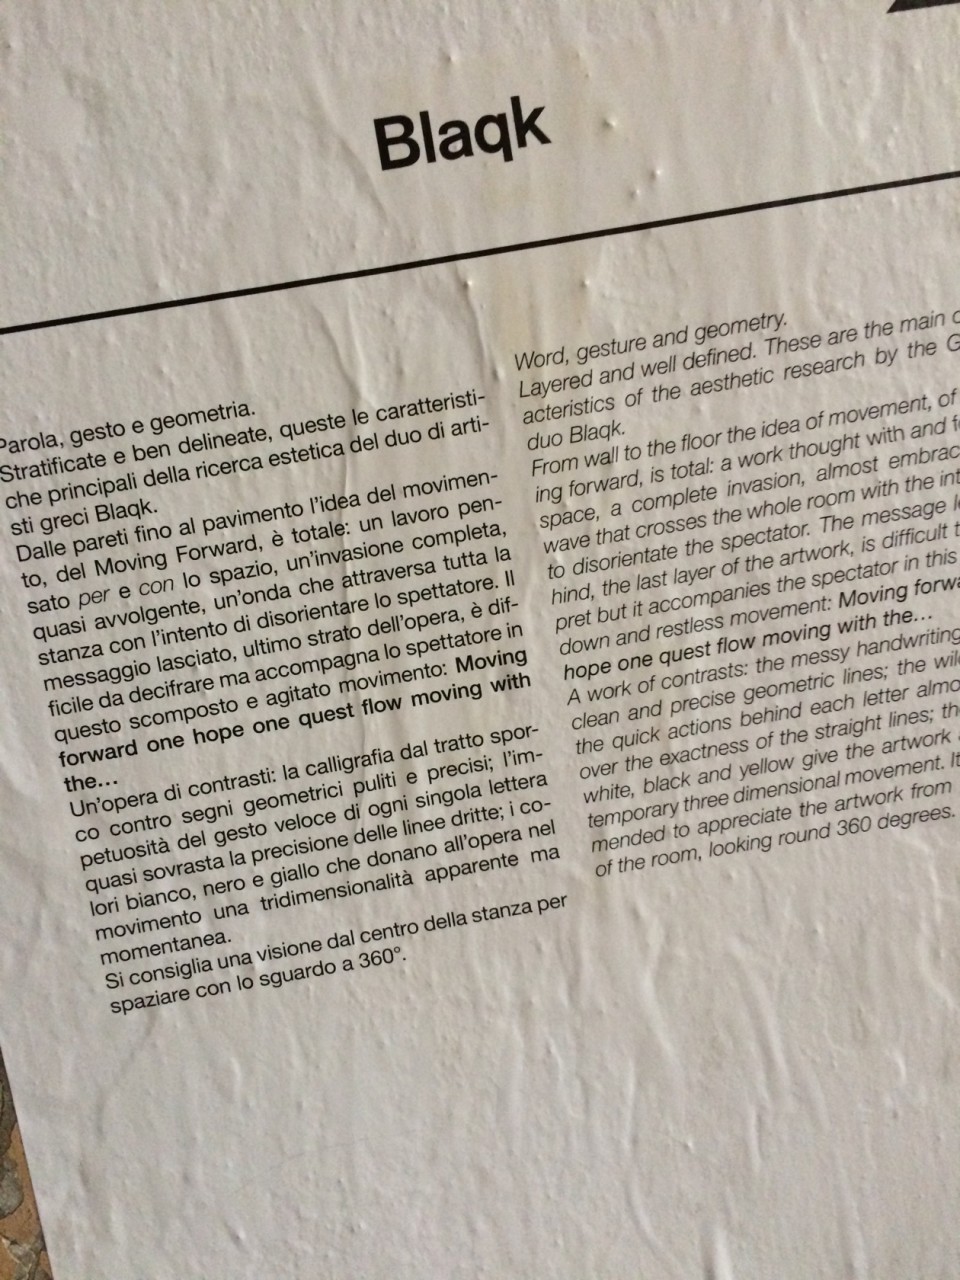 Blaqk
Parola, gesto e geometria.
Stratificate e ben delineate, queste le caratteristi-
che principali della ricerca estetica del duo di arti-
sti greci Blaqk.
Dalle pareti fino al pavimento l'idea del movimen-
to, del Moving Forward, è totale: un lavoro pen-
sato per e con lo spazio, un'invasione completa,
quasi avvolgente, un'onda che attraversa tutta la
stanza con l'intento di disorientare lo spettatore. Il
messaggio lasciato, ultimo strato dell'opera, è dif-
ficile da decifrare ma accompagna lo spettatore in
questo scomposto e agitato movimento: Moving
forward one hope one quest flow moving with
the...
Un'opera di contrasti: la calligrafia dal tratto spor-
co contro segni geometrici puliti e precisi; l'im-
petuosità del gesto veloce di ogni singola lettera
quasi sovrasta la precisione delle linee dritte; i co-
lori bianco, nero e giallo che donano all'opera nel
movimento una tridimensionalità apparente ma
momentanea.
Si consiglia una visione dal centro della stanza per
spaziare con lo sguardo a 360°.
Word, gesture and geometry.
Layered and well defined. These are the main
acteristics of the aesthetic research by the
duo Blaqk.
From wall to the floor the idea of movement, of
ing forward, is total: a work thought with and
space, a complete invasion, almost embrac
wave that crosses the whole room with the int
to disorientate the spectator. The message
hind, the last layer of the artwork, is difficult
pret but it accompanies the spectator in this
down and restless movement: Moving forwa
hope one quest flow moving with the...
A work of contrasts: the messy handwriting
clean and precise geometric lines; the
the quick actions behind each letter almo
over the exactness of the straight lines;
white, black and yellow give the artwork
temporary three dimensional movement.
mended to appreciate the artwork from
of the room, looking round 360 degrees.